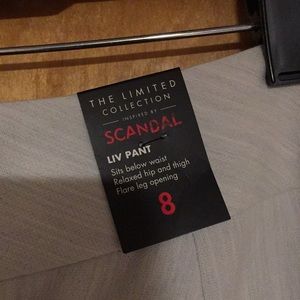 THE LIMITED
COLLECTION
INSPIRED BY
SCANDAL
LIV PANT
Sits below waist
Relaxed hip and thigh
Flare leg opening
8